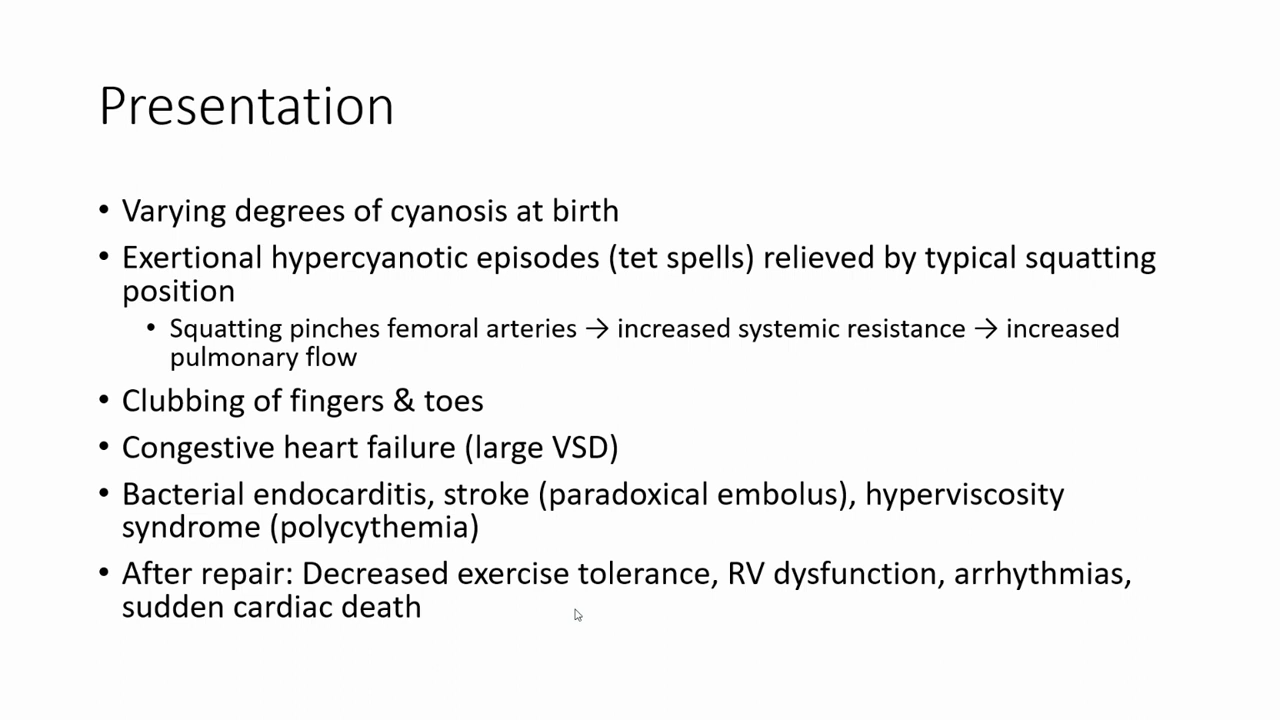 Presentation
• Varying degrees of cyanosis at birth
• Exertional hypercyanotic episodes (tet spells) relieved by typical squatting
position
• Squatting pinches femoral arteries → increased systemic resistance → increased
pulmonary flow
• Clubbing of fingers & toes
• Congestive heart failure (large VSD)
• Bacterial endocarditis, stroke (paradoxical embolus), hyperviscosity
syndrome (polycythemia)
• After repair: Decreased exercise tolerance, RV dysfunction, arrhythmias,
sudden cardiac death